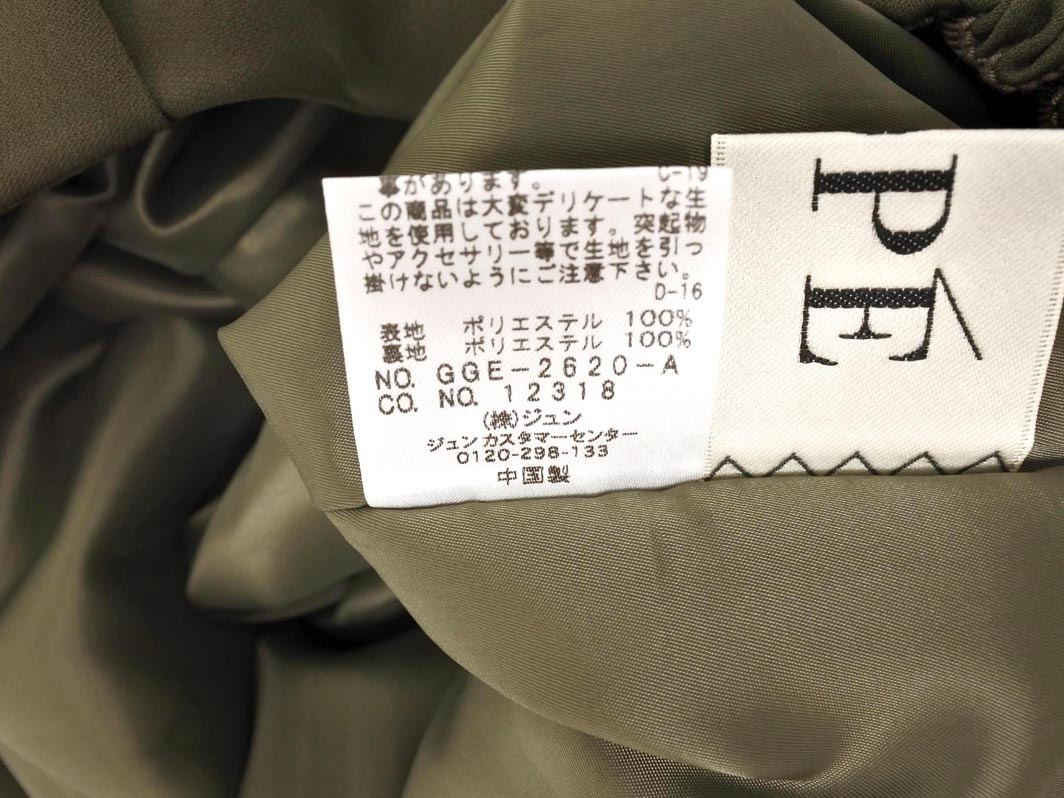 事があります。
C-19
この商品は大変デリケートな生
地を使用しております。突起物
やアクセサリー等で生地を引っ
掛けないようにご注意下さい。
D-16
表地 ポリエステル 100%
裏地 ポリエステル 100%
NO. GGE-2620-A
CO. NO. 12318
(株)ジュン
ジュンカスタマーセンター
0120-298-133
中国製
PÉ